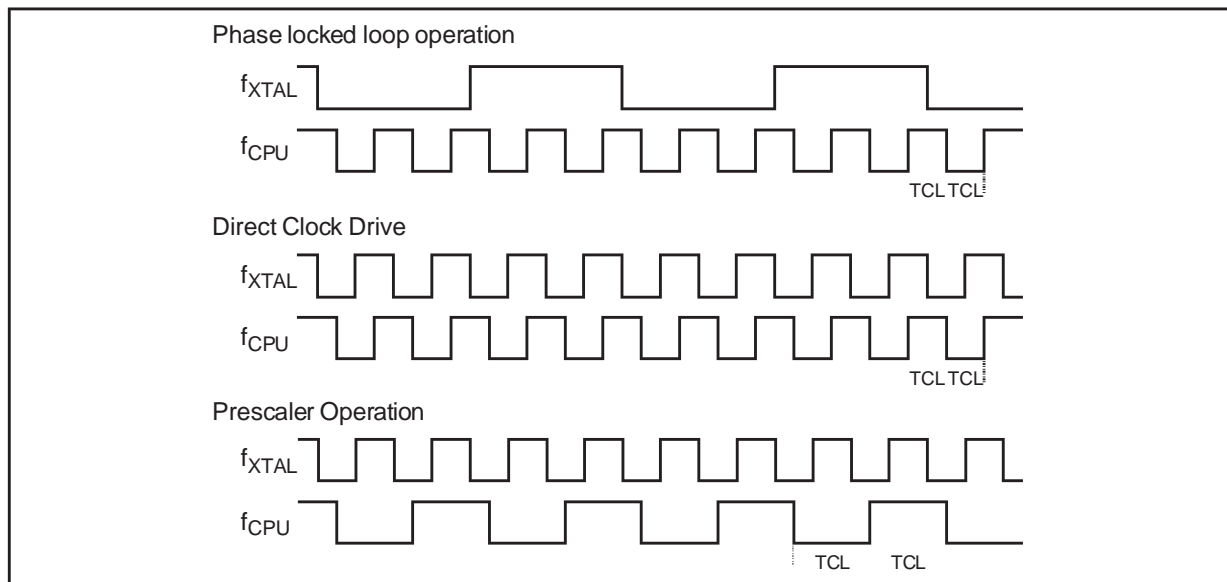 Phase locked loop operation
fXTAL
fCPU
TCL TCL
Direct Clock Drive
fXTAL
fCPU
TCL TCL
Prescaler Operation
fXTAL
fCPU
TCL TCL